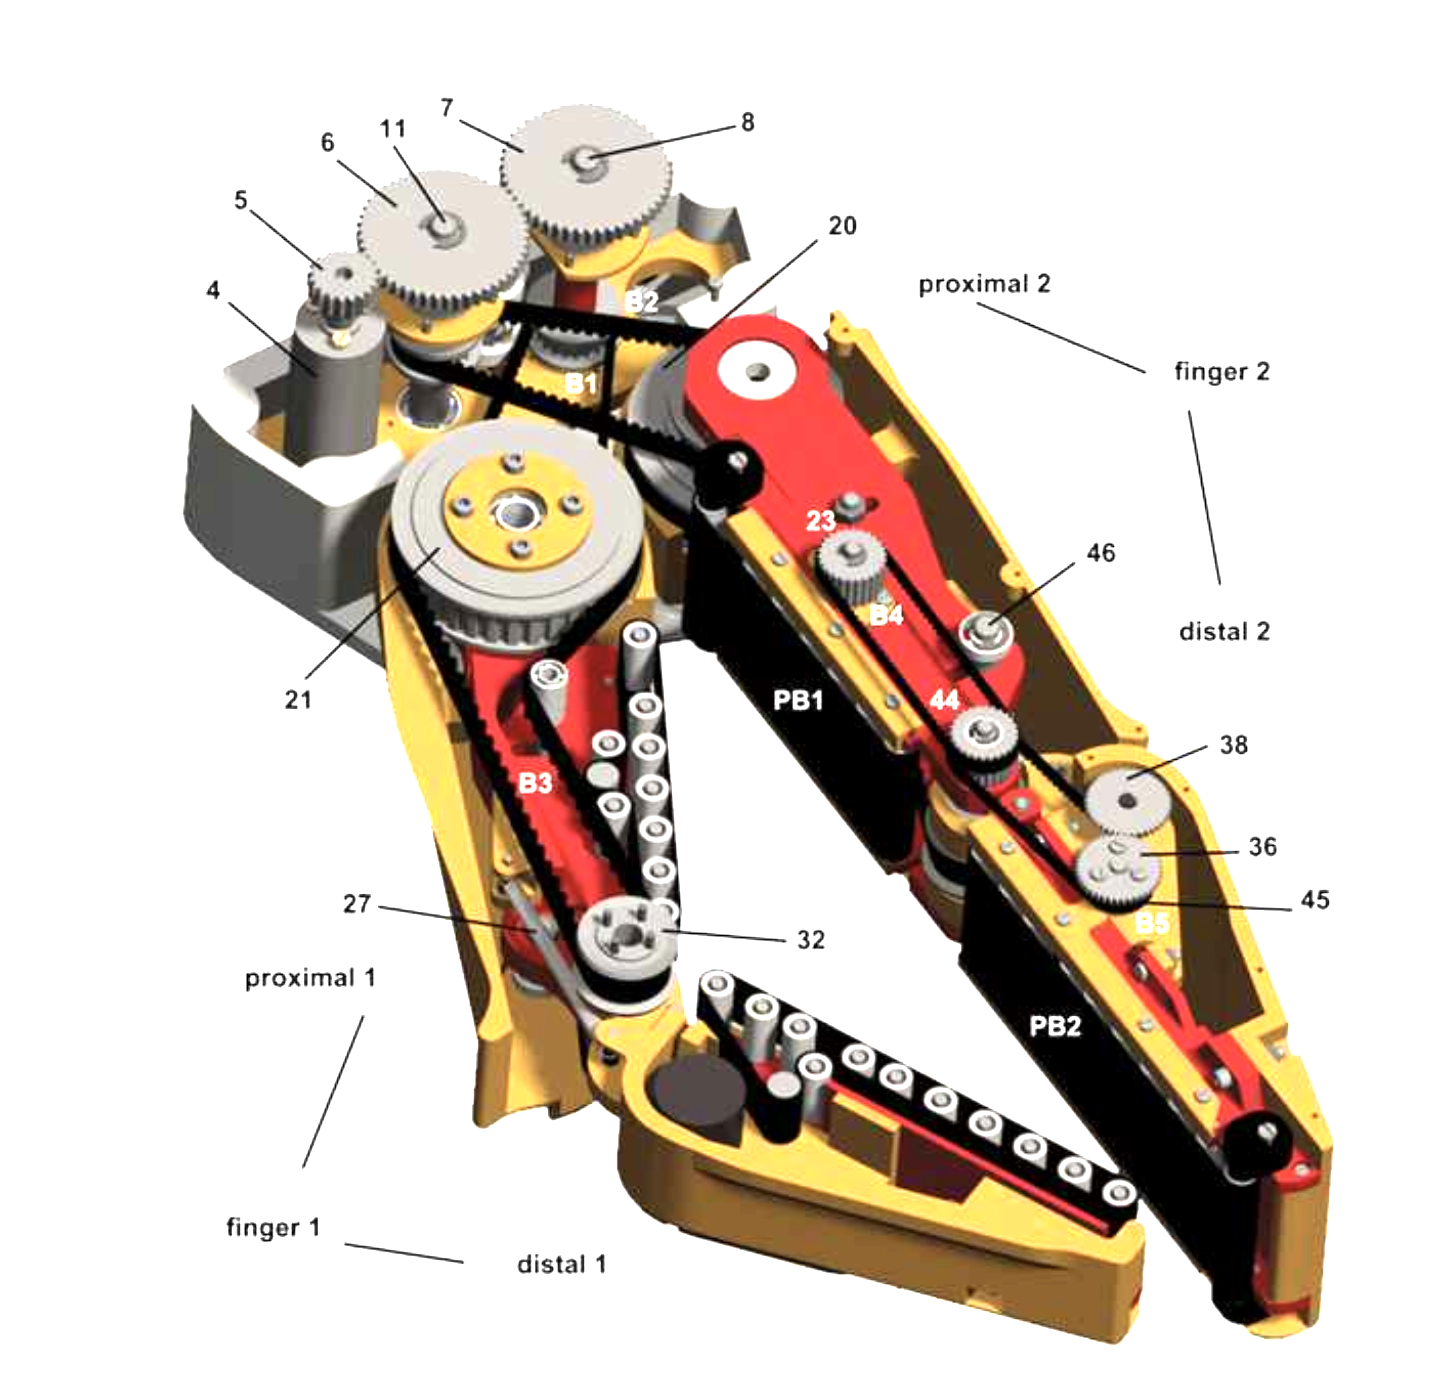 7
8
11
6
5
20
4
proximal 2
B2
finger 2
B1
23
46
B4
distal 2
21
44
PB1
38
B3
36
45
27
B5
32
proximal 1
PB2
finger 1
distal 1